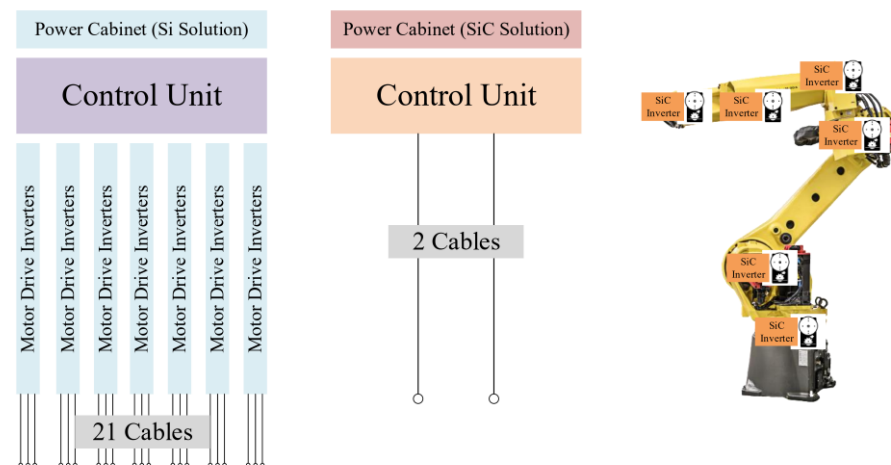 Power Cabinet (Si Solution)
Control Unit
Motor Drive Inverters
Motor Drive Inverters
Motor Drive Inverters
Motor Drive Inverters
Motor Drive Inverters
Motor Drive Inverters
Motor Drive Inverters
21 Cables
Power Cabinet (SiC Solution)
Control Unit
2 Cables
SiC
Inverter
SiC
Inverter
SiC
Inverter
SiC
Inverter
SiC
Inverter
SiC
Inverter